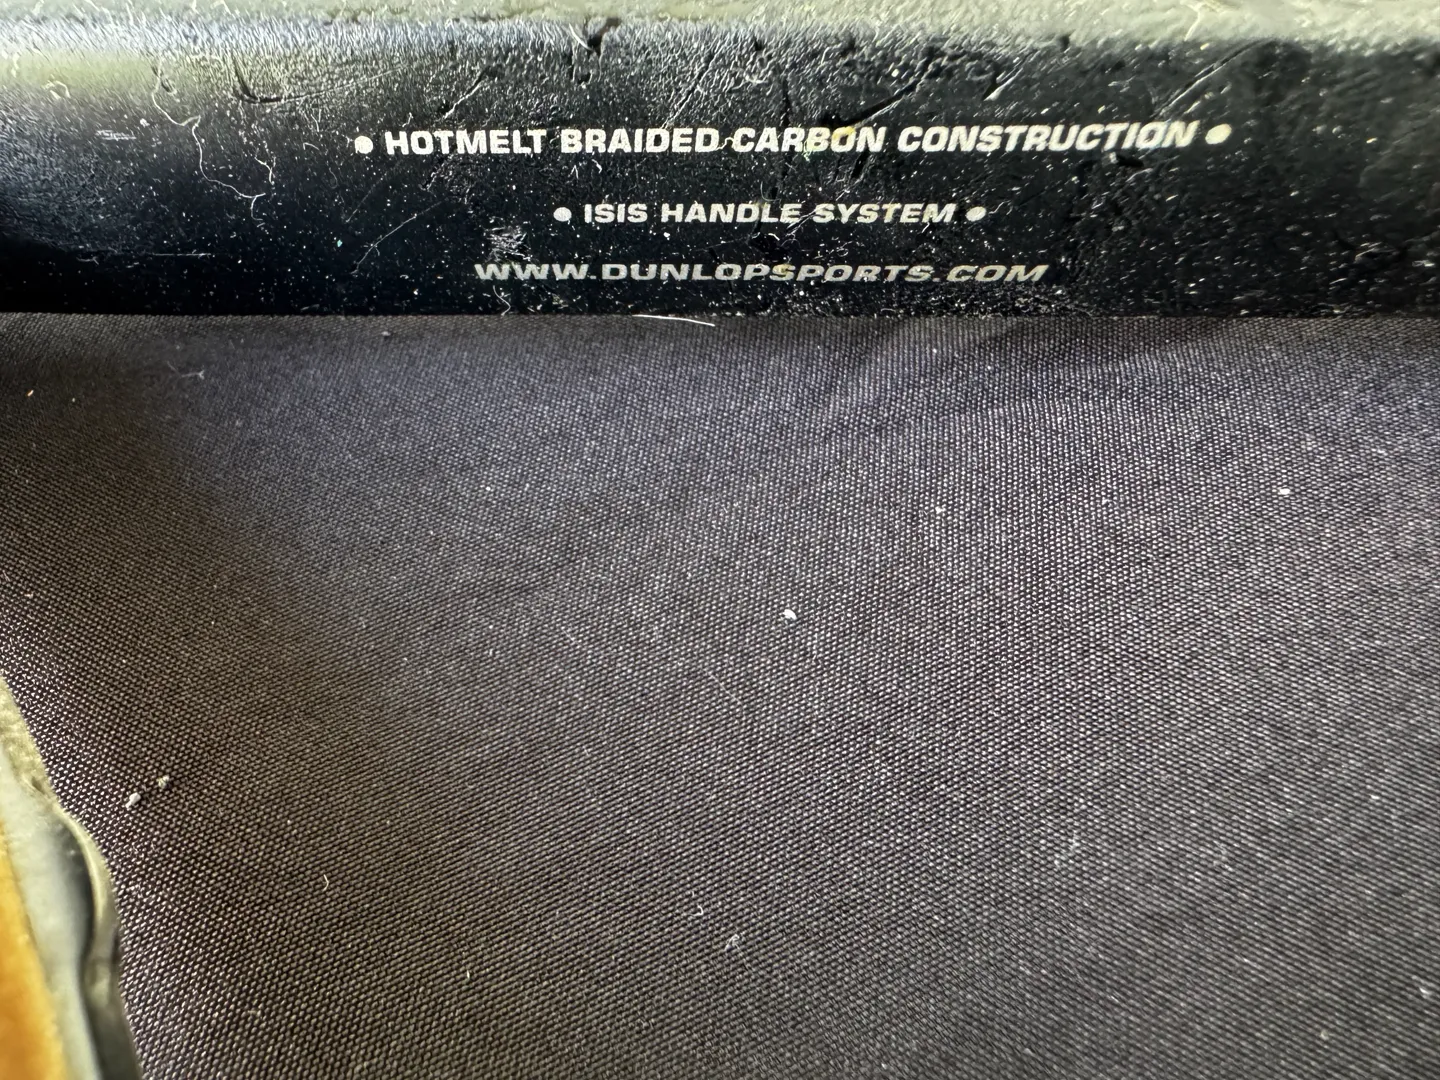 • HOTMELT BRAIDED CARBON CONSTRUCTION •
• ISIS HANDLE SYSTEM •
WWW.DUNLOPSPORTS.COM